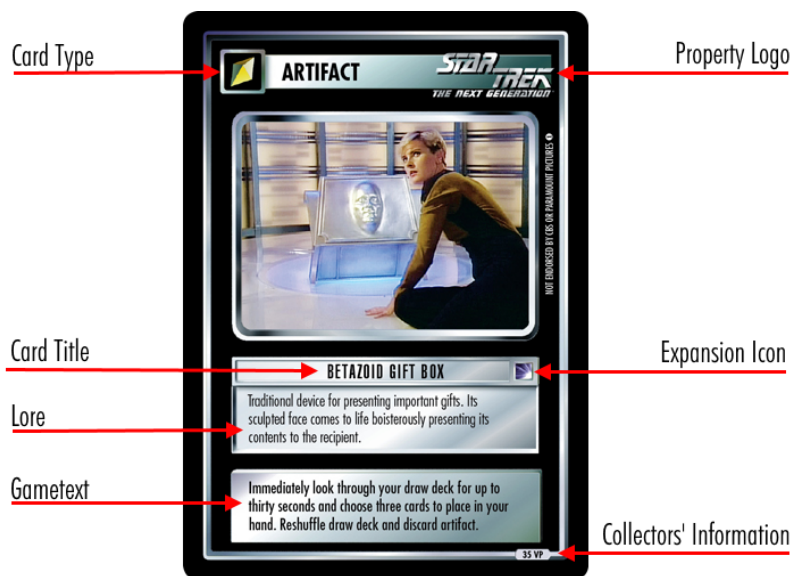 Card Type
ARTIFACT
STAR TREK
THE NEXT GENERATION
Property Logo
NOT ENDORSED BY CBS OR PARAMOUNT PICTURES
Card Title
BETAZOID GIFT BOX
Expansion Icon
Lore
Traditional device for presenting important gifts. Its
sculpted face comes to life boisterously presenting its
contents to the recipient.
Gametext
Immediately look through your draw deck for up to
thirty seconds and choose three cards to place in your
hand. Reshuffle draw deck and discard artifact.
Collectors' Information
35 VP